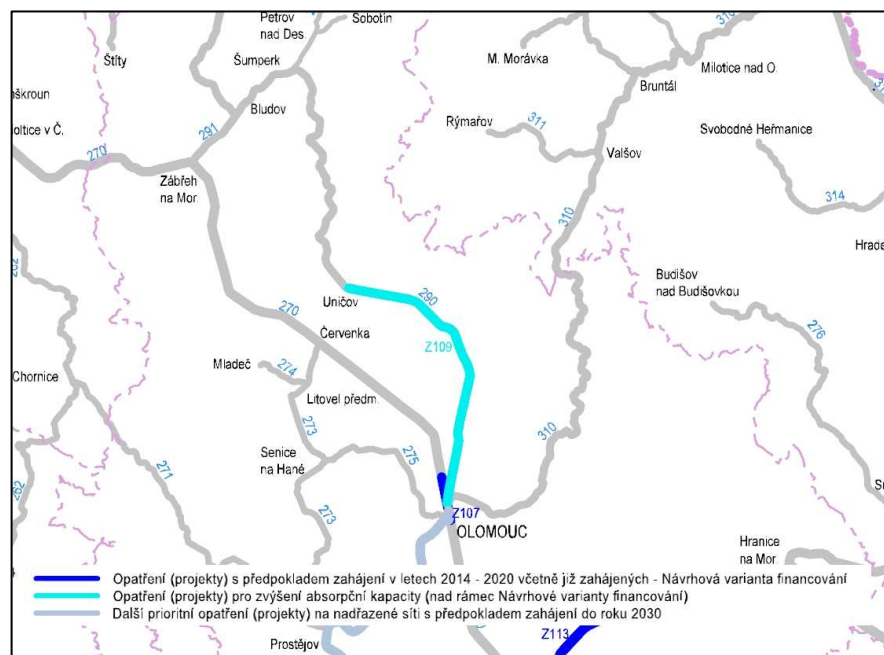 Petrov
nad Des.
Sobotín
310
Štíty
Šumperk
M. Morávka
Milotice nad O.
Bruntál
nškroun
Bludov
oltice v Č.
291
Rýmařov
311
Svobodné Heřmanice
270
Valšov
Zábřeh
na Mor.
314
310
Hrade
262
Budišov
nad Budišovkou
Uničov
290
270
276
Červenka
Z109
Mladeč
274
Chornice
Litovel předm.
273
310
Senice
na Hané
275
271
262
273
Z107
OLOMOUC
Hranice
na Mor.
Opatření (projekty) s předpokladem zahájení v letech 2014 - 2020 včetně již zahájených - Návrhová varianta financování
Opatření (projekty) pro zvýšení absorpční kapacity (nad rámec Návrhové varianty financování)
Další prioritní opatření (projekty) na nadřazené síti s předpokladem zahájení do roku 2030
Prostějov
Z113